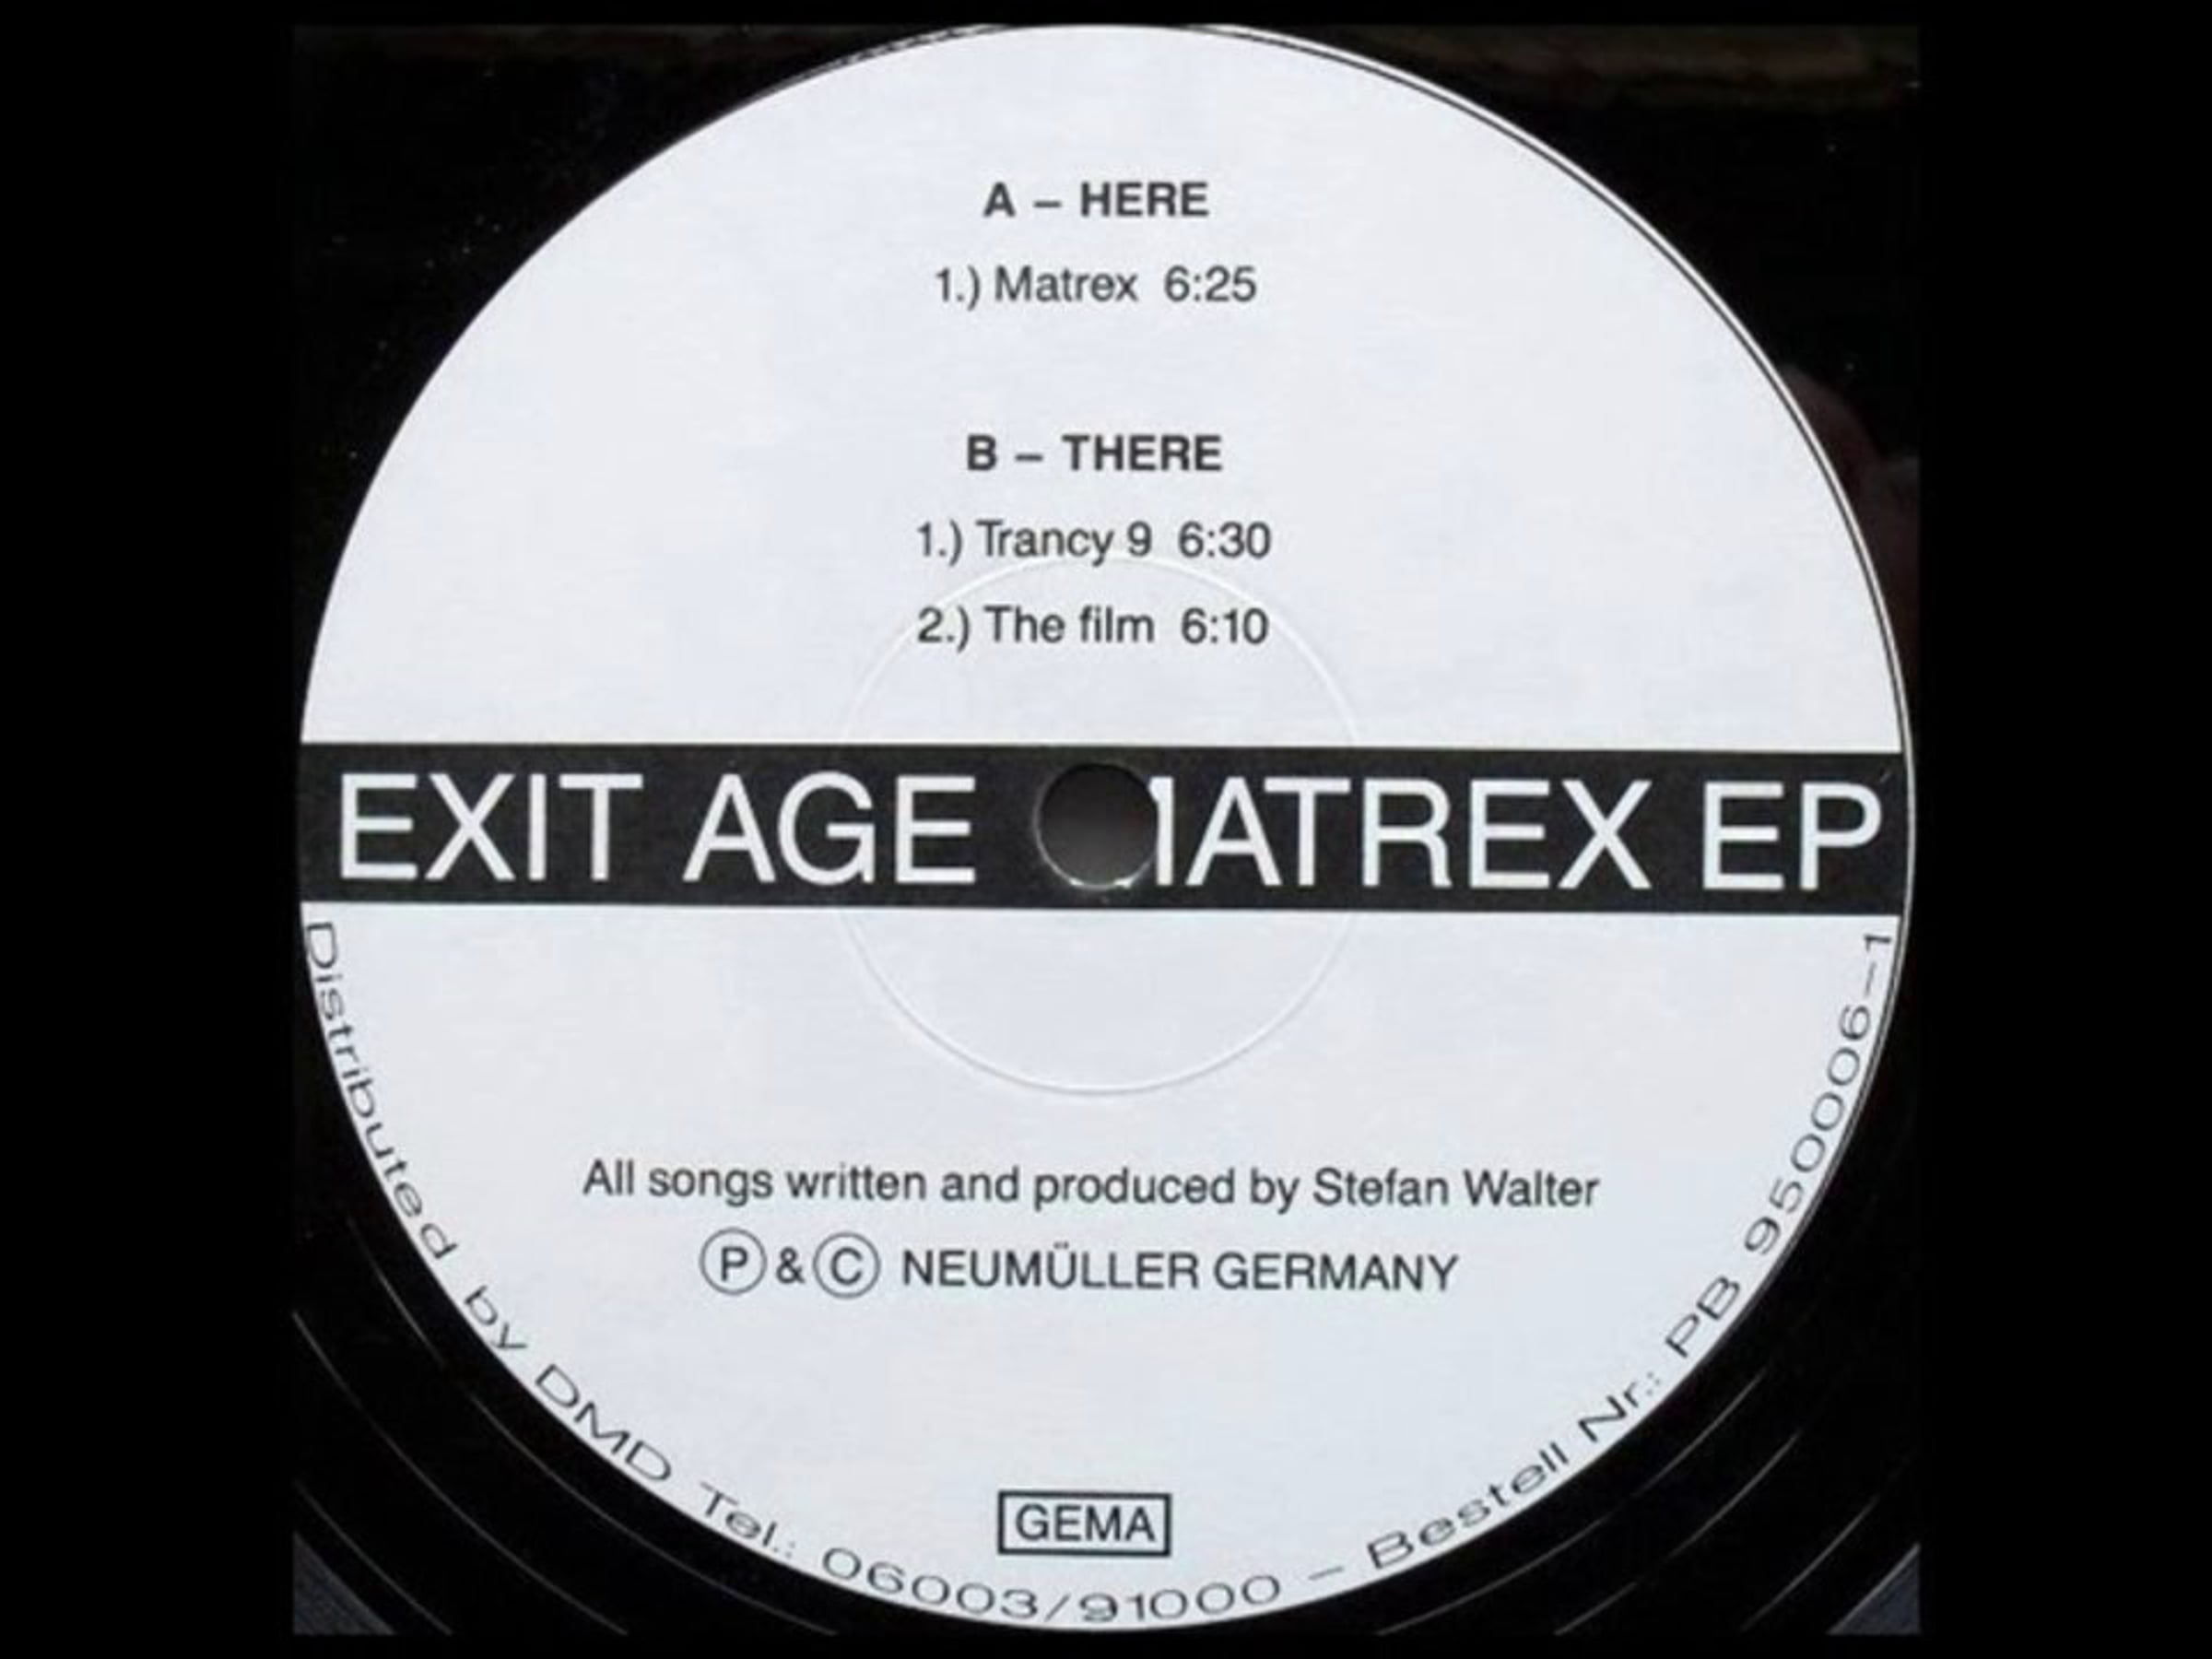 A – HERE
1.) Matrex 6:25
B – THERE
1.) Trancy 9 6:30
2.) The film 6:10
EXIT AGE MATREX EP
All songs written and produced by Stefan Walter
Ⓟ & Ⓒ NEUMÜLLER GERMANY
GEMA
Distributed by DMD Tel.: 06003/91000 – Bestell Nr.: PB 950006–1